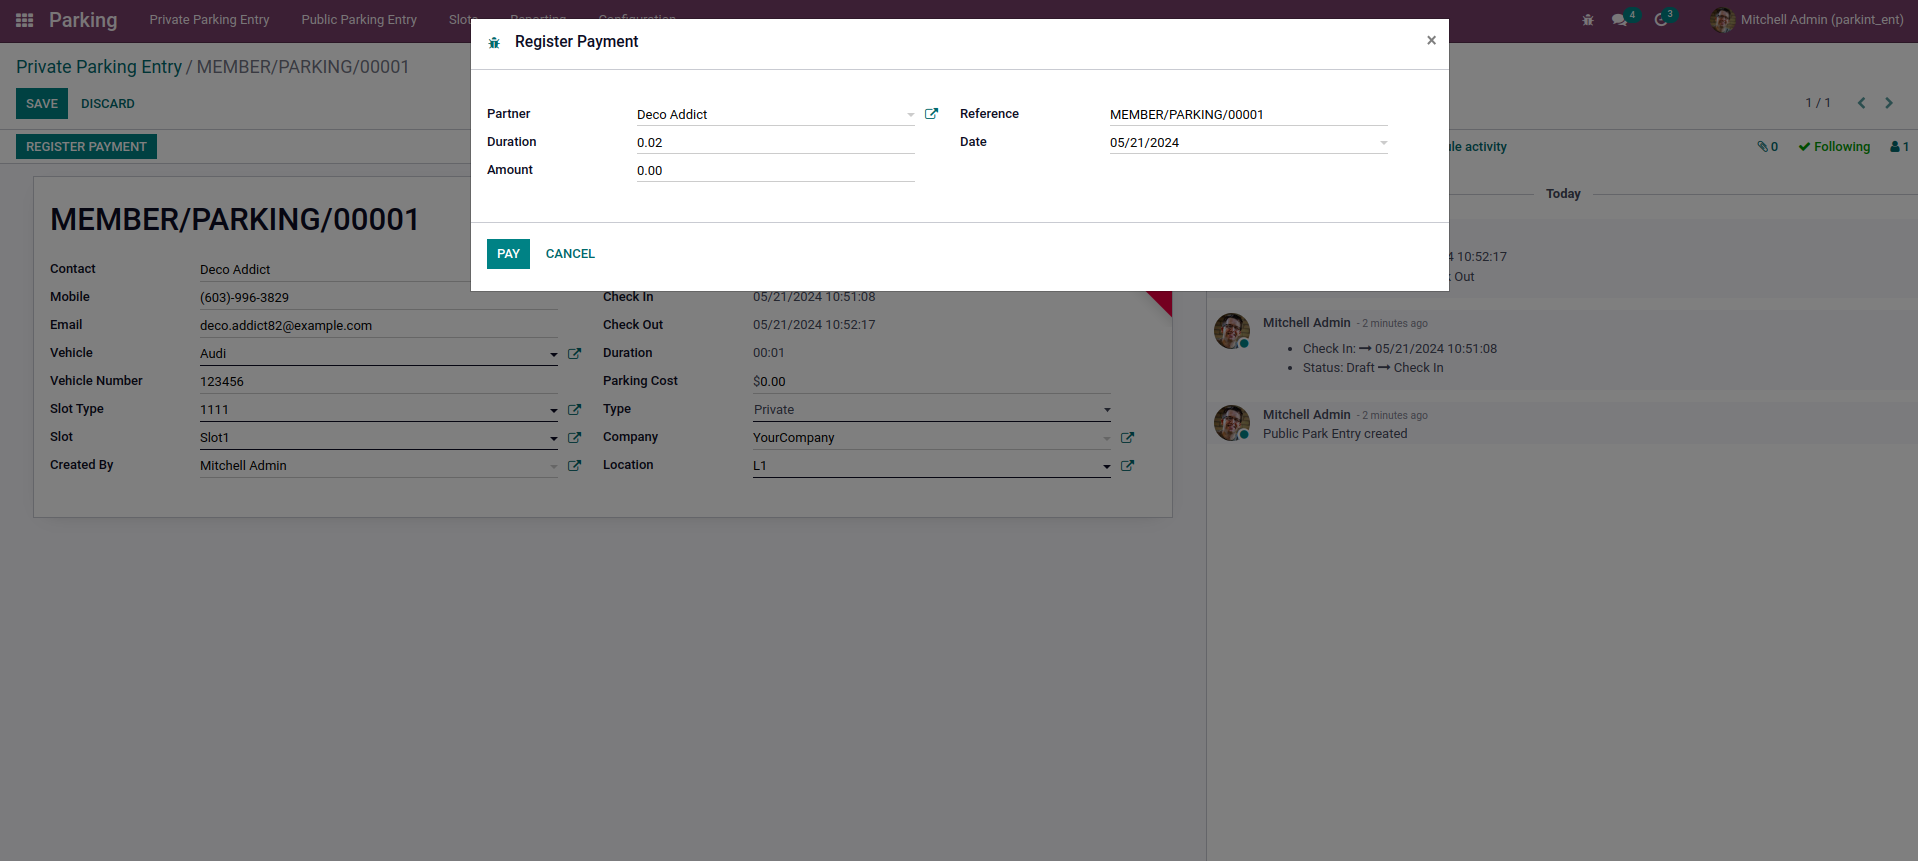 Parking Private Parking Entry Public Parking Entry Slots Reporting Configuration 4 3 Mitchell Admin (parkint_ent)
Private Parking Entry / MEMBER/PARKING/00001
SAVE DISCARD 1 / 1
REGISTER PAYMENT activity 0 Following 1
Register Payment ×
Partner Deco Addict Reference MEMBER/PARKING/00001
Duration 0.02 Date 05/21/2024
Amount 0.00
PAY CANCEL
MEMBER/PARKING/00001
Contact Deco Addict
Mobile (603)-996-3829 Check In 05/21/2024 10:51:08
Email deco.addict82@example.com Check Out 05/21/2024 10:52:17
Vehicle Audi Duration 00:01
Vehicle Number 123456 Parking Cost $0.00
Slot Type 1111 Type Private
Slot Slot1 Company YourCompany
Created By Mitchell Admin Location L1
Today
10:52:17
Out
Mitchell Admin - 2 minutes ago
• Check In: → 05/21/2024 10:51:08
• Status: Draft → Check In
Mitchell Admin - 2 minutes ago
Public Park Entry created